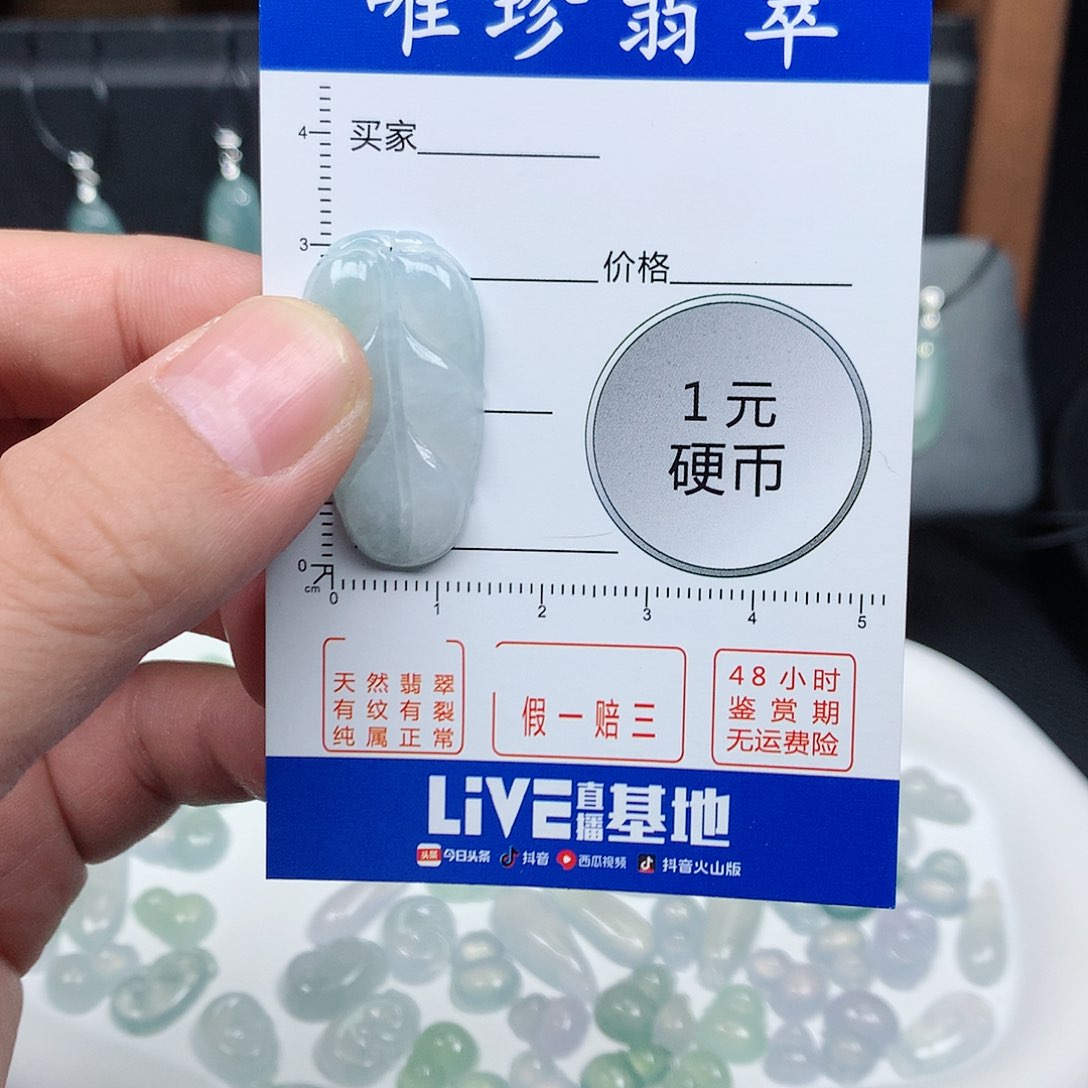 唯珍翡翠
4
买家
3
价格
1元
硬币
0
cm
0 1 2 3 4 5
天然翡翠
有纹有裂
纯属正常
假一赔三
48小时
鉴赏期
无运费险
LiVE直播基地
头条 今日头条 抖音 西瓜视频 抖音火山版